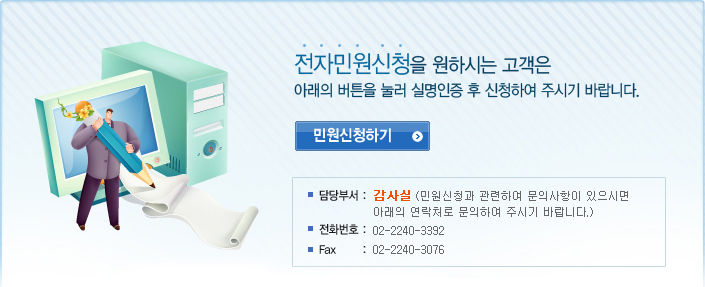 전자민원신청을 원하시는 고객은
아래의 버튼을 눌러 실명인증 후 신청하여 주시기 바랍니다.
민원신청하기
담당부서 : 감사실 (민원신청과 관련하여 문의사항이 있으시면
아래의 연락처로 문의하여 주시기 바랍니다.)
전화번호 : 02-2240-3392
Fax : 02-2240-3076